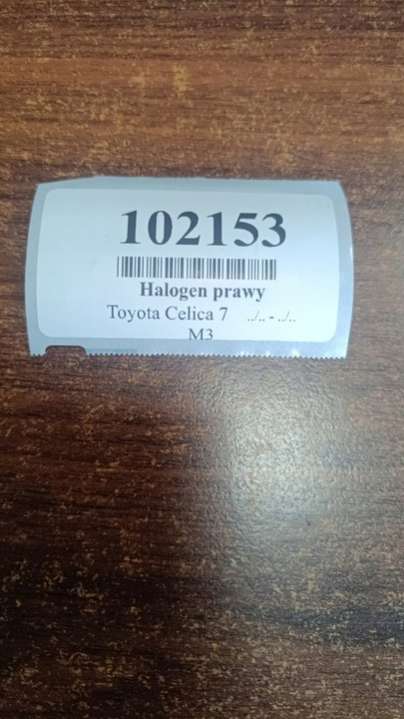 102153
Halogen prawy
Toyota Celica 7 ../.. - ../..
M3